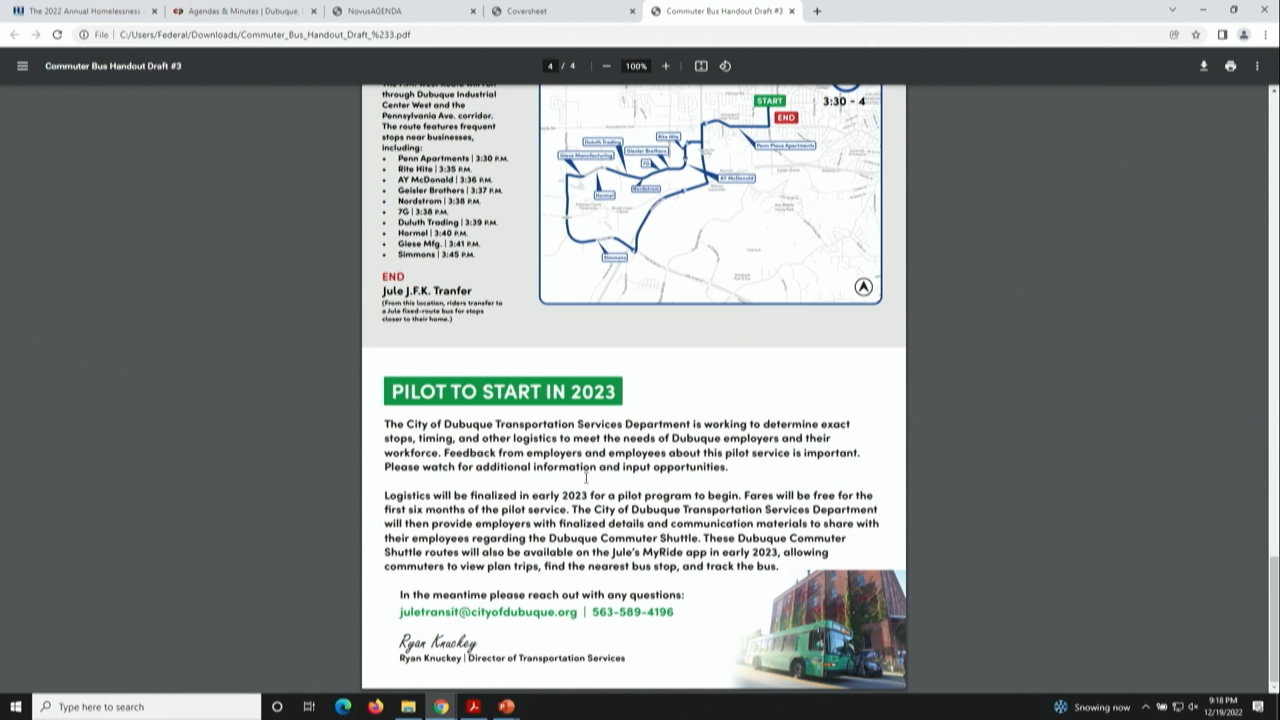 The 2022 Annual Homelessness
Agendas & Minutes | Dubuque,
NovusAGENDA
Coversheet
Commuter Bus Handout Draft #3
File | C:/Users/Federal/Downloads/Commuter_Bus_Handout_Draft_%233.pdf
Commuter Bus Handout Draft #3
4 / 4
100%
through Dubuque Industrial
Center West and the
Pennsylvania Ave. corridor.
The route features frequent
stops near businesses,
including:
• Penn Apartments | 3:30 P.M.
• Rite Hite | 3:35 P.M.
• AY McDonald | 3:36 P.M.
• Geisler Brothers | 3:37 P.M.
• Nordstrom | 3:38 P.M.
• 7G | 3:38 P.M.
• Duluth Trading | 3:39 P.M.
• Hormel | 3:40 P.M.
• Giese Mfg. | 3:41 P.M.
• Simmons | 3:45 P.M.
END
Jule J.F.K. Tranfer
(From this location, riders transfer to
a Jule fixed-route bus for stops
closer to their home.)
START
3:30 - 4
END
Rite Hite
Duluth Trading
Penn Place Apartments
Geisler Brothers
Giese Manufacturing
7G
AY McDonald
Nordstrom
Hormel
Simmons
PILOT TO START IN 2023
The City of Dubuque Transportation Services Department is working to determine exact
stops, timing, and other logistics to meet the needs of Dubuque employers and their
workforce. Feedback from employers and employees about this pilot service is important.
Please watch for additional information and input opportunities.
Logistics will be finalized in early 2023 for a pilot program to begin. Fares will be free for the
first six months of the pilot service. The City of Dubuque Transportation Services Department
will then provide employers with finalized details and communication materials to share with
their employees regarding the Dubuque Commuter Shuttle. These Dubuque Commuter
Shuttle routes will also be available on the Jule's MyRide app in early 2023, allowing
commuters to view plan trips, find the nearest bus stop, and track the bus.
In the meantime please reach out with any questions:
juletransit@cityofdubuque.org | 563-589-4196
Ryan Knuckey
Ryan Knuckey | Director of Transportation Services
Type here to search
Snowing now
9:18 PM
12/19/2022